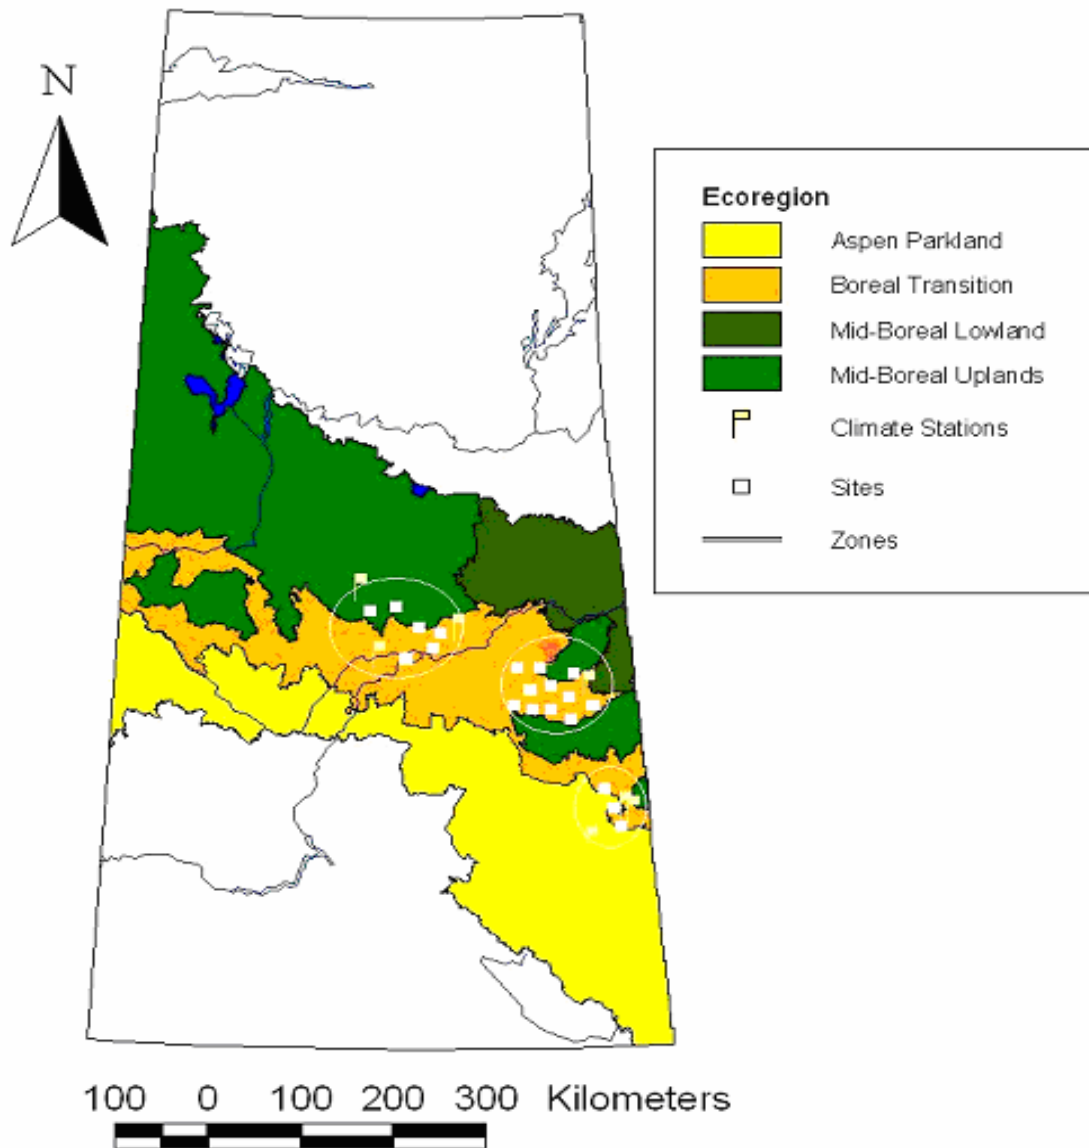 N
Ecoregion
Aspen Parkland
Boreal Transition
Mid-Boreal Lowland
Mid-Boreal Uplands
Climate Stations
Sites
Zones
100 0 100 200 300 Kilometers